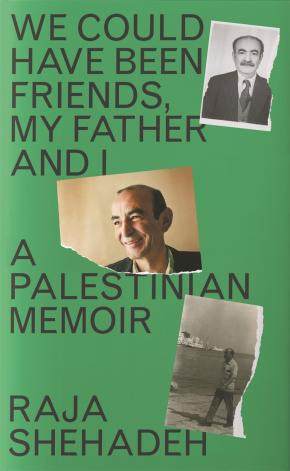 WE COULD
HAVE BEEN
FRIENDS,
MY FATHER
AND I
A
PALESTINIAN
MEMOIR
RAJA
SHEHADEH